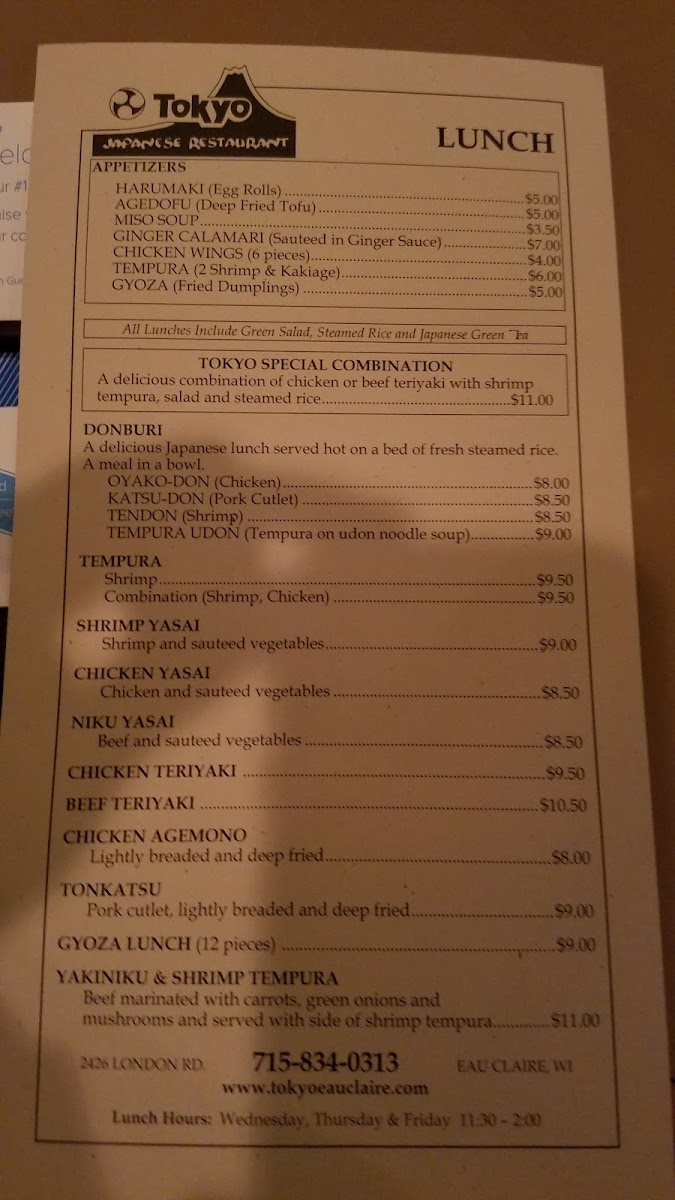 Tokyo
JAPANESE RESTAURANT
LUNCH
APPETIZERS
HARUMAKI (Egg Rolls) $5.00
AGEDOFU (Deep Fried Tofu) $5.00
MISO SOUP $3.50
GINGER CALAMARI (Sauteed in Ginger Sauce) $7.00
CHICKEN WINGS (6 pieces) $4.00
TEMPURA (2 Shrimp & Kakiage) $6.00
GYOZA (Fried Dumplings) $5.00
All Lunches Include Green Salad, Steamed Rice and Japanese Green Tea
TOKYO SPECIAL COMBINATION
A delicious combination of chicken or beef teriyaki with shrimp
tempura, salad and steamed rice $11.00
DONBURI
A delicious Japanese lunch served hot on a bed of fresh steamed rice.
A meal in a bowl.
OYAKO-DON (Chicken) $8.00
KATSU-DON (Pork Cutlet) $8.50
TENDON (Shrimp) $8.50
TEMPURA UDON (Tempura on udon noodle soup) $9.00
TEMPURA
Shrimp $9.50
Combination (Shrimp, Chicken) $9.50
SHRIMP YASAI
Shrimp and sauteed vegetables $9.00
CHICKEN YASAI
Chicken and sauteed vegetables $8.50
NIKU YASAI
Beef and sauteed vegetables $8.50
CHICKEN TERIYAKI $9.50
BEEF TERIYAKI $10.50
CHICKEN AGEMONO
Lightly breaded and deep fried $8.00
TONKATSU
Pork cutlet, lightly breaded and deep fried $9.00
GYOZA LUNCH (12 pieces) $9.00
YAKINIKU & SHRIMP TEMPURA
Beef marinated with carrots, green onions and
mushrooms and served with side of shrimp tempura $11.00
2426 LONDON RD. 715-834-0313 EAU CLAIRE, WI
www.tokyoeauclaire.com
Lunch Hours: Wednesday, Thursday & Friday 11:30 – 2:00